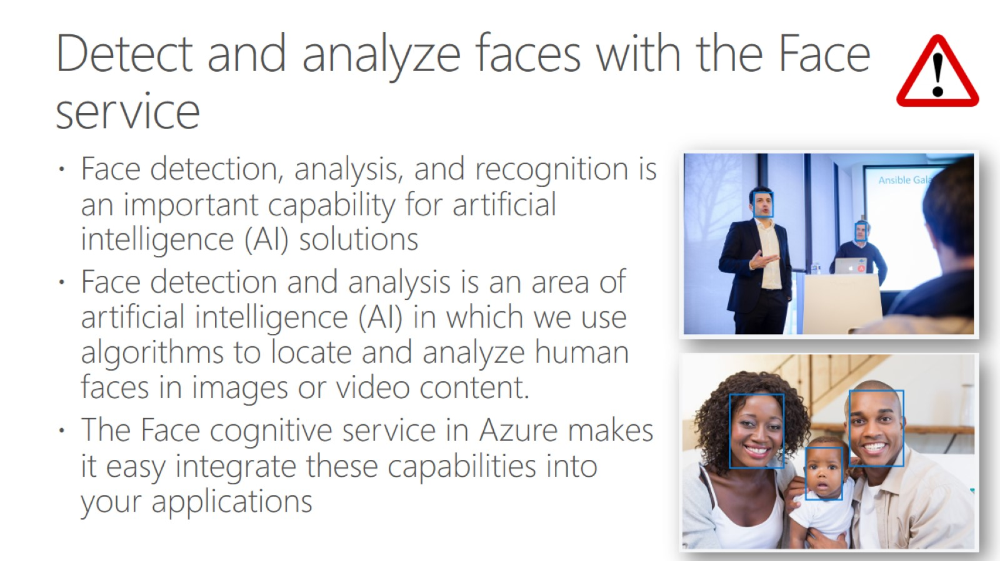 Detect and analyze faces with the Face
service
• Face detection, analysis, and recognition is
an important capability for artificial
intelligence (AI) solutions
• Face detection and analysis is an area of
artificial intelligence (AI) in which we use
algorithms to locate and analyze human
faces in images or video content.
• The Face cognitive service in Azure makes
it easy integrate these capabilities into
your applications
Ansible